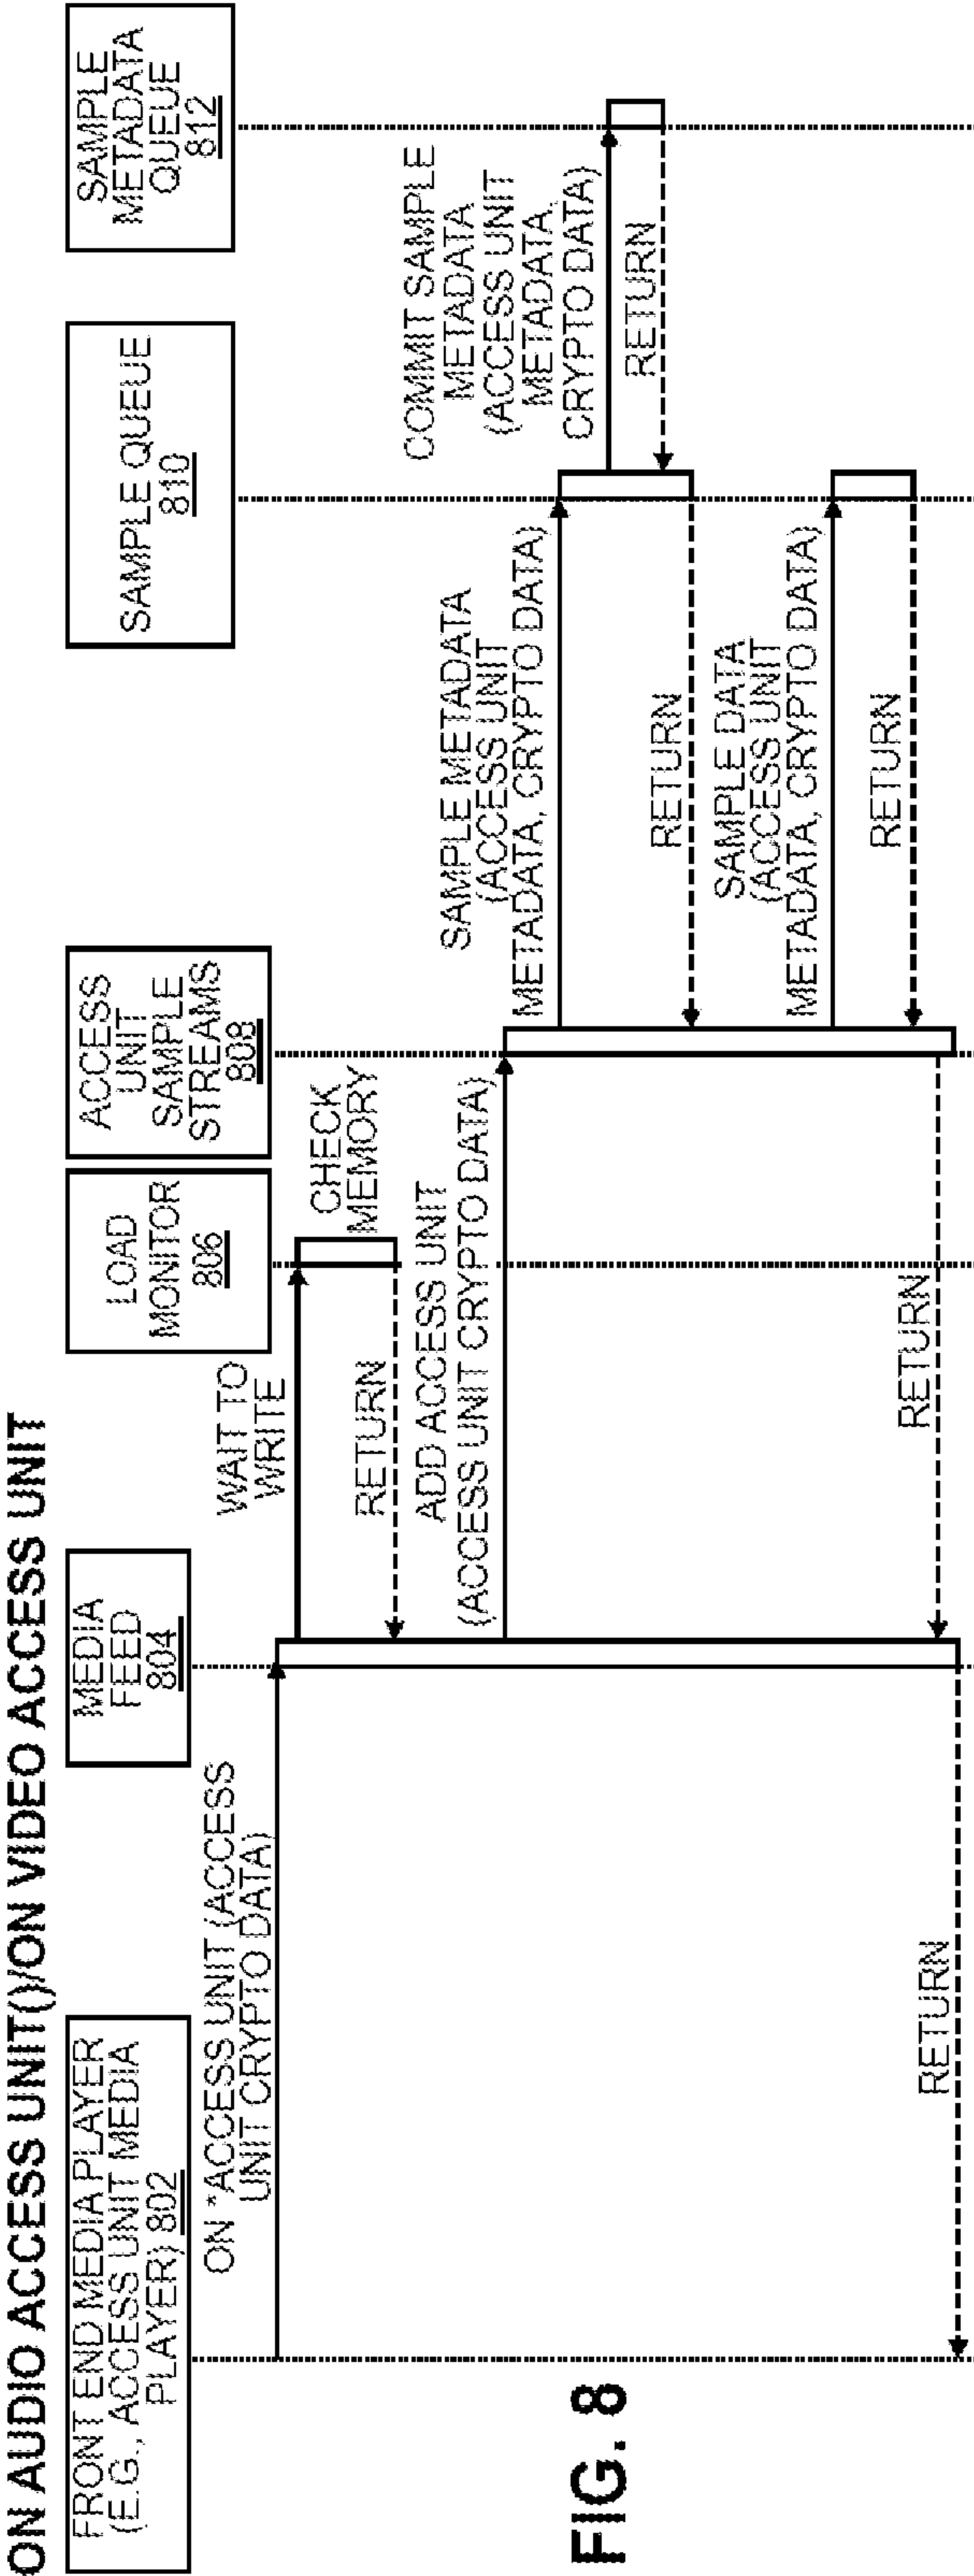 ON AUDIO ACCESS UNIT()/ON VIDEO ACCESS UNIT
FRONT END MEDIA PLAYER
(E.G., ACCESS UNIT MEDIA
PLAYER) 802
MEDIA
FEED
804
LOAD
MONITOR
806
ACCESS
UNIT
SAMPLE
STREAMS
808
SAMPLE QUEUE
810
SAMPLE
METADATA
QUEUE
812
ON *ACCESS UNIT (ACCESS
UNIT CRYPTO DATA)
WAIT TO
WRITE
CHECK
MEMORY
RETURN
ADD ACCESS UNIT
(ACCESS UNIT CRYPTO DATA)
SAMPLE METADATA
(ACCESS UNIT
METADATA, CRYPTO DATA)
COMMIT SAMPLE
METADATA
(ACCESS UNIT
METADATA,
CRYPTO DATA)
RETURN
RETURN
SAMPLE DATA
(ACCESS UNIT
METADATA, CRYPTO DATA)
RETURN
RETURN
RETURN
FIG. 8